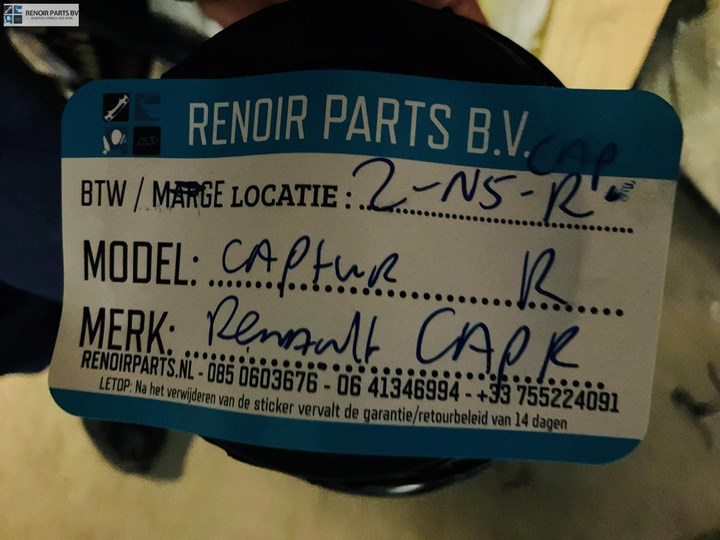 RENOIR PARTS BV
RENOIR PARTS B.V.
CAP
BTW / MARGE LOCATIE : 2-N5-R
MODEL: CAPtuR R
MERK: Renault CAPR
RENOIRPARTS.NL - 085 0603676 - 06 41346994 - +33 755224091
LETOP: Na het verwijderen van de sticker vervalt de garantie/retourbeleid van 14 dagen